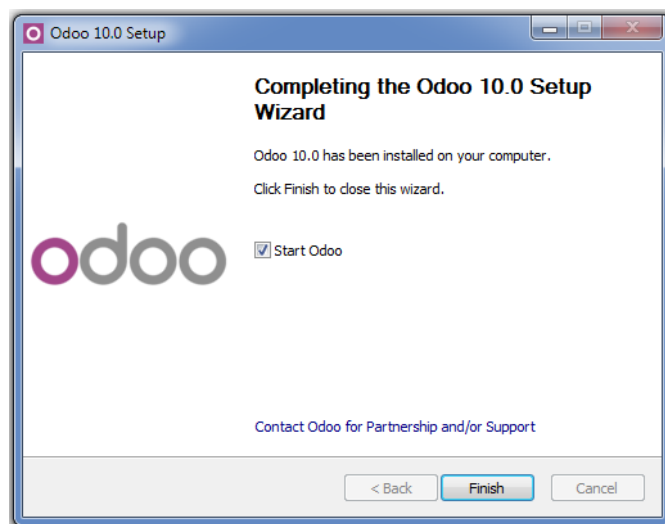 Odoo 10.0 Setup
Completing the Odoo 10.0 Setup
Wizard
Odoo 10.0 has been installed on your computer.
Click Finish to close this wizard.
odoo
Start Odoo
Contact Odoo for Partnership and/or Support
< Back
Finish
Cancel